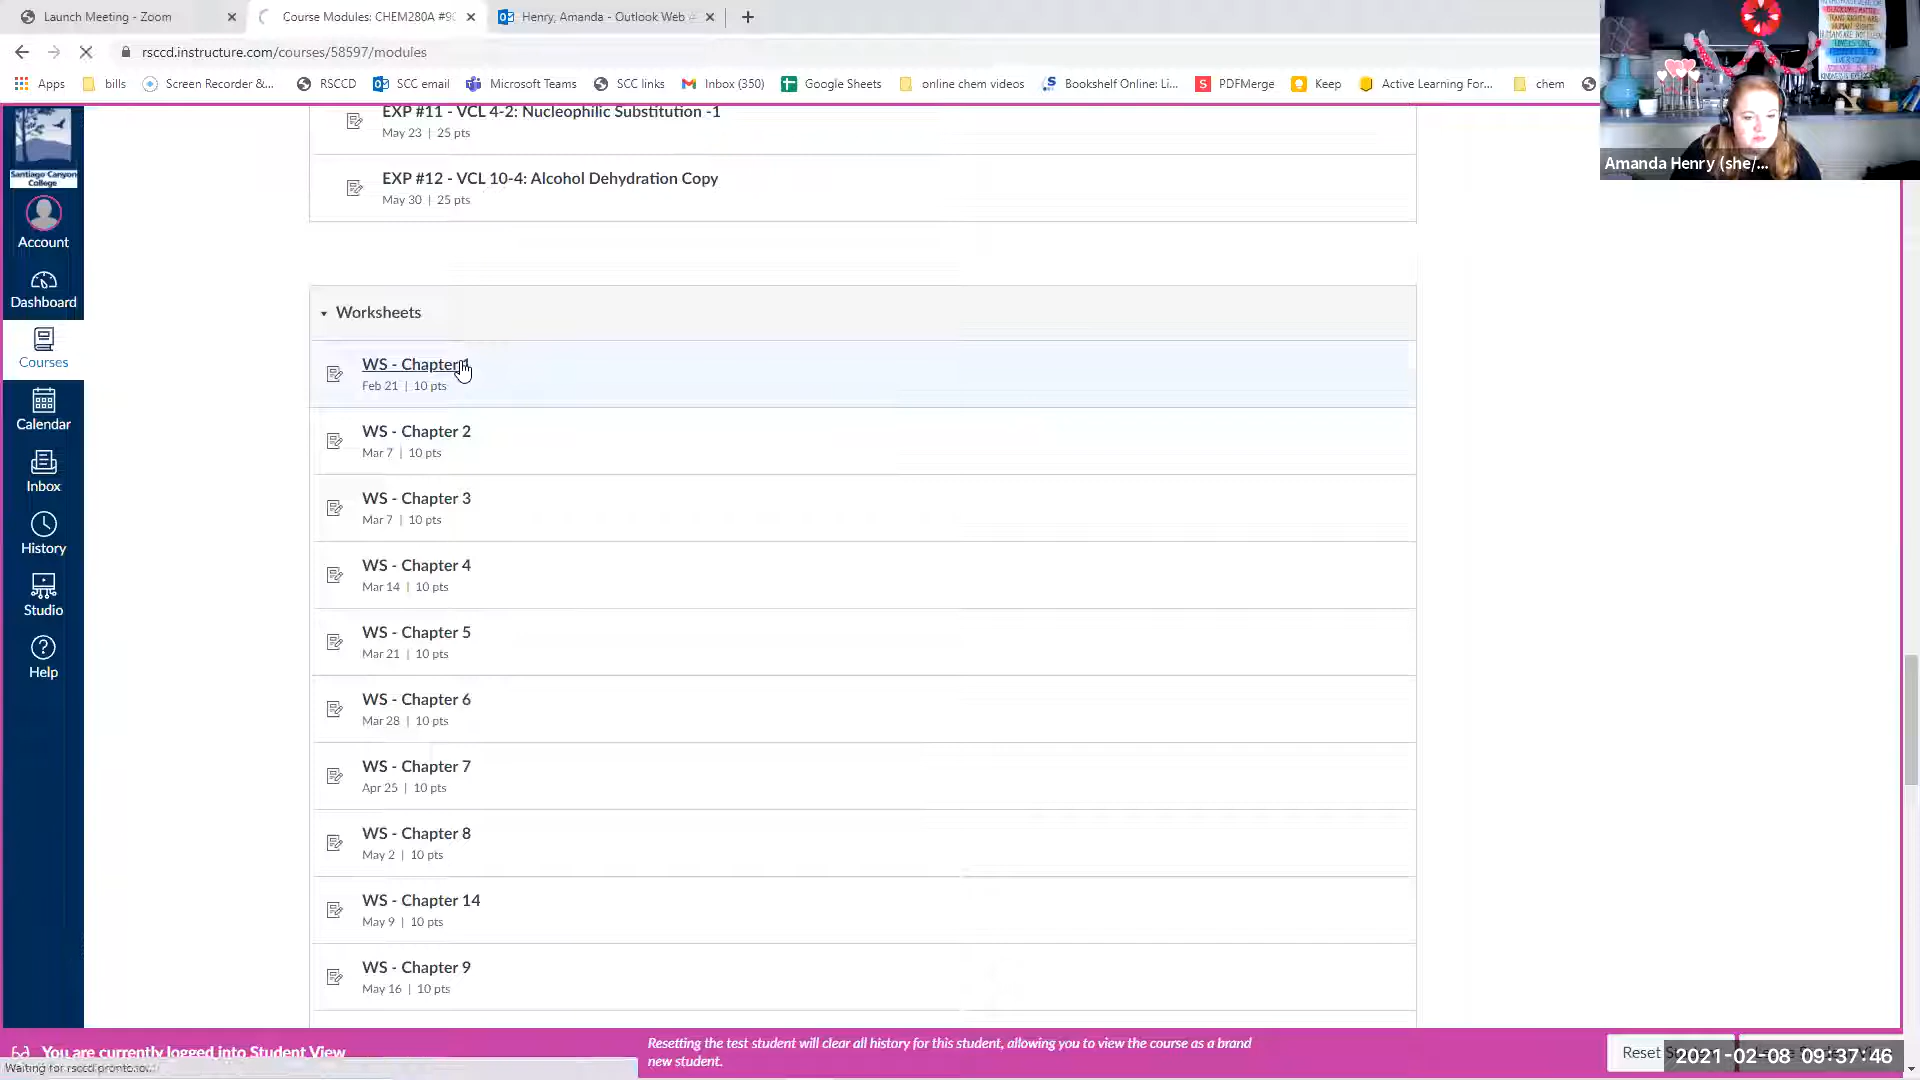 Launch Meeting - Zoom
Course Modules: CHEM280A #9
Henry, Amanda - Outlook Web
rsccd.instructure.com/courses/58597/modules
Apps
bills
Screen Recorder &...
RSCCD
SCC email
Microsoft Teams
SCC links
Inbox (350)
Google Sheets
online chem videos
Bookshelf Online: Li...
PDFMerge
Keep
Active Learning For...
chem
Amanda Henry (she/...
Santiago Canyon
College
Account
Dashboard
Courses
Calendar
Inbox
History
Studio
Help
EXP #11 - VCL 4-2: Nucleophilic Substitution -1
May 23 | 25 pts
EXP #12 - VCL 10-4: Alcohol Dehydration Copy
May 30 | 25 pts
Worksheets
WS - Chapter 1
Feb 21 | 10 pts
WS - Chapter 2
Mar 7 | 10 pts
WS - Chapter 3
Mar 7 | 10 pts
WS - Chapter 4
Mar 14 | 10 pts
WS - Chapter 5
Mar 21 | 10 pts
WS - Chapter 6
Mar 28 | 10 pts
WS - Chapter 7
Apr 25 | 10 pts
WS - Chapter 8
May 2 | 10 pts
WS - Chapter 14
May 9 | 10 pts
WS - Chapter 9
May 16 | 10 pts
You are currently logged into Student View
Waiting for rsccd.pronto.io...
Resetting the test student will clear all history for this student, allowing you to view the course as a brand
new student.
Reset
2021-02-08 09:37:46